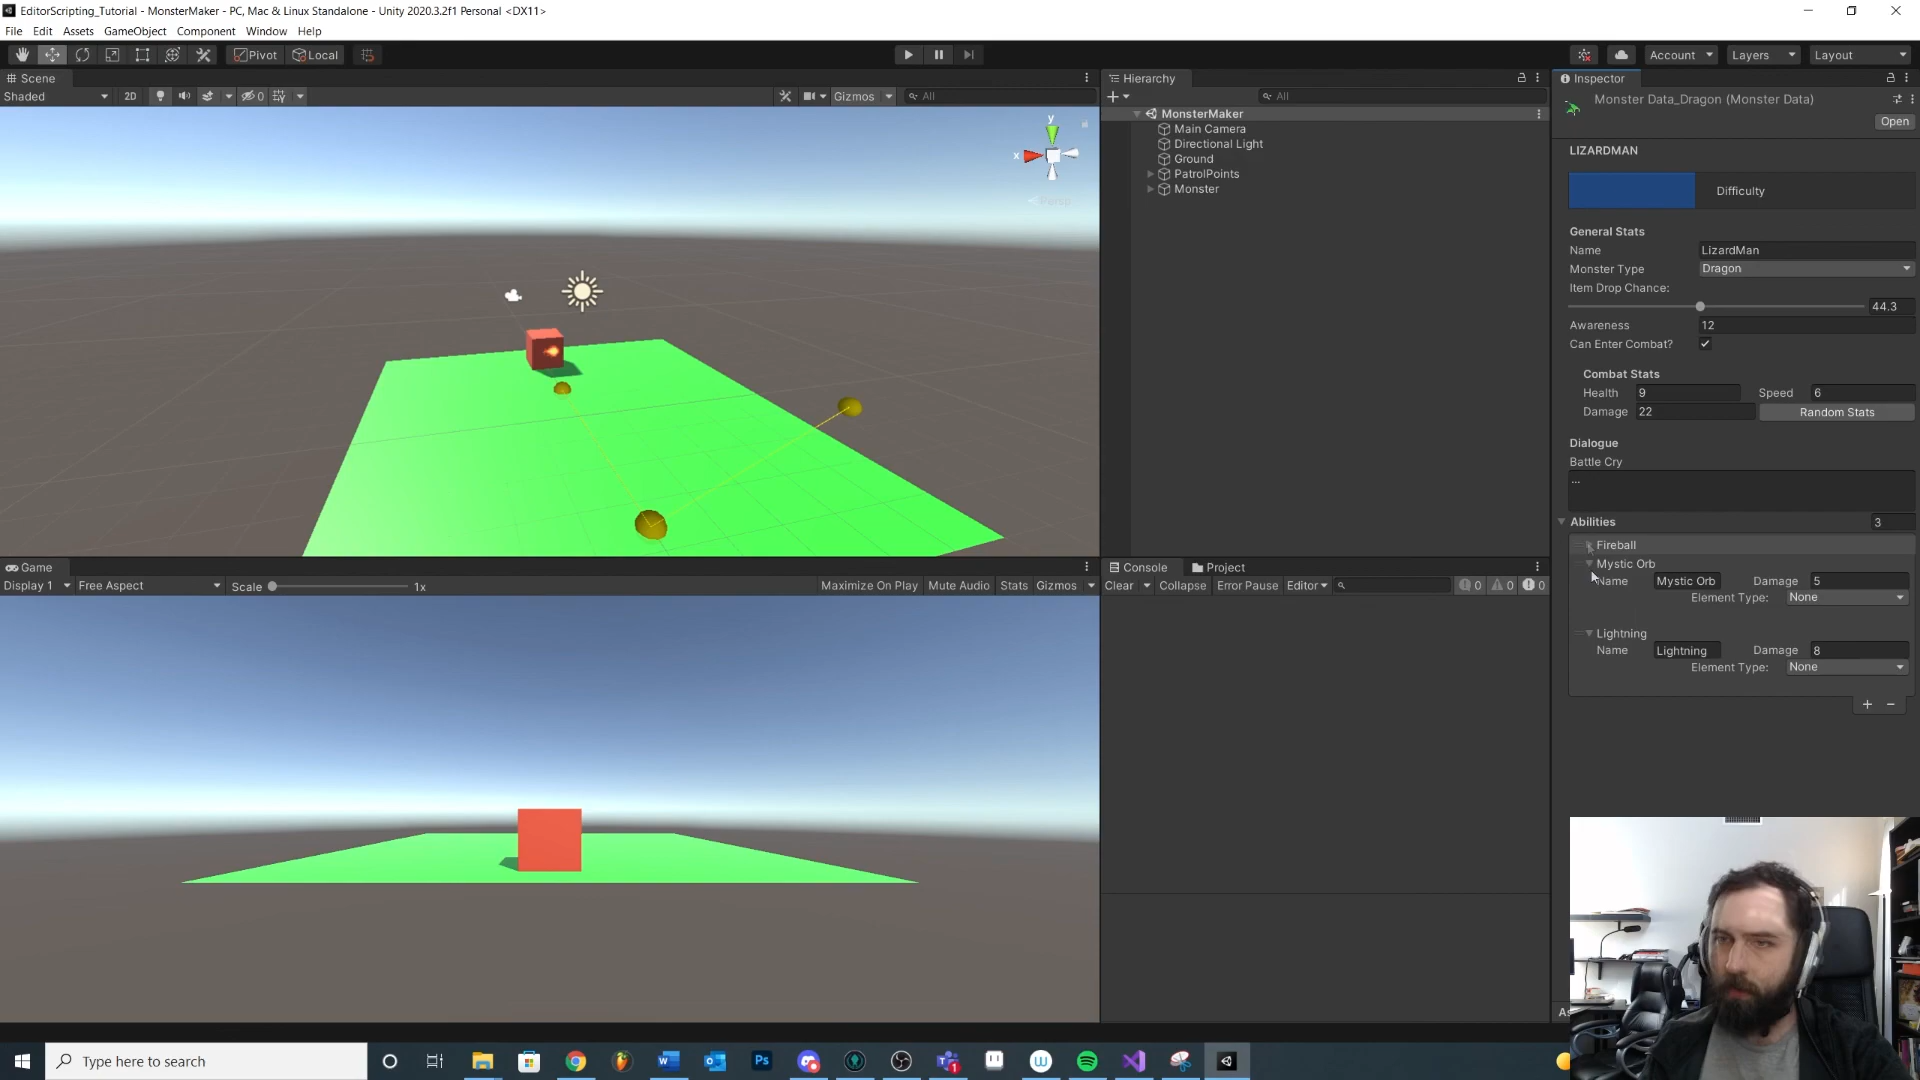 EditorScripting_Tutorial - MonsterMaker - PC, Mac & Linux Standalone - Unity 2020.3.2f1 Personal <DX11>
File Edit Assets GameObject Component Window Help
Pivot Local Account Layers Layout
Scene
Shaded 2D 0 Gizmos All
y
x
Persp
Hierarchy
All
MonsterMaker
Main Camera
Directional Light
Ground
PatrolPoints
Monster
Inspector
Monster Data_Dragon (Monster Data)
Open
LIZARDMAN
Difficulty
General Stats
Name LizardMan
Monster Type Dragon
Item Drop Chance:
44.3
Awareness 12
Can Enter Combat?
Combat Stats
Health 9 Speed 6
Damage 22 Random Stats
Dialogue
Battle Cry
...
Abilities 3
Fireball
Mystic Orb
Name Mystic Orb Damage 5
Element Type: None
Lightning
Name Lightning Damage 8
Element Type: None
+ -
Game
Display 1 Free Aspect Scale 1x Maximize On Play Mute Audio Stats Gizmos
Console Project
Clear Collapse Error Pause Editor 0 0 0
Type here to search